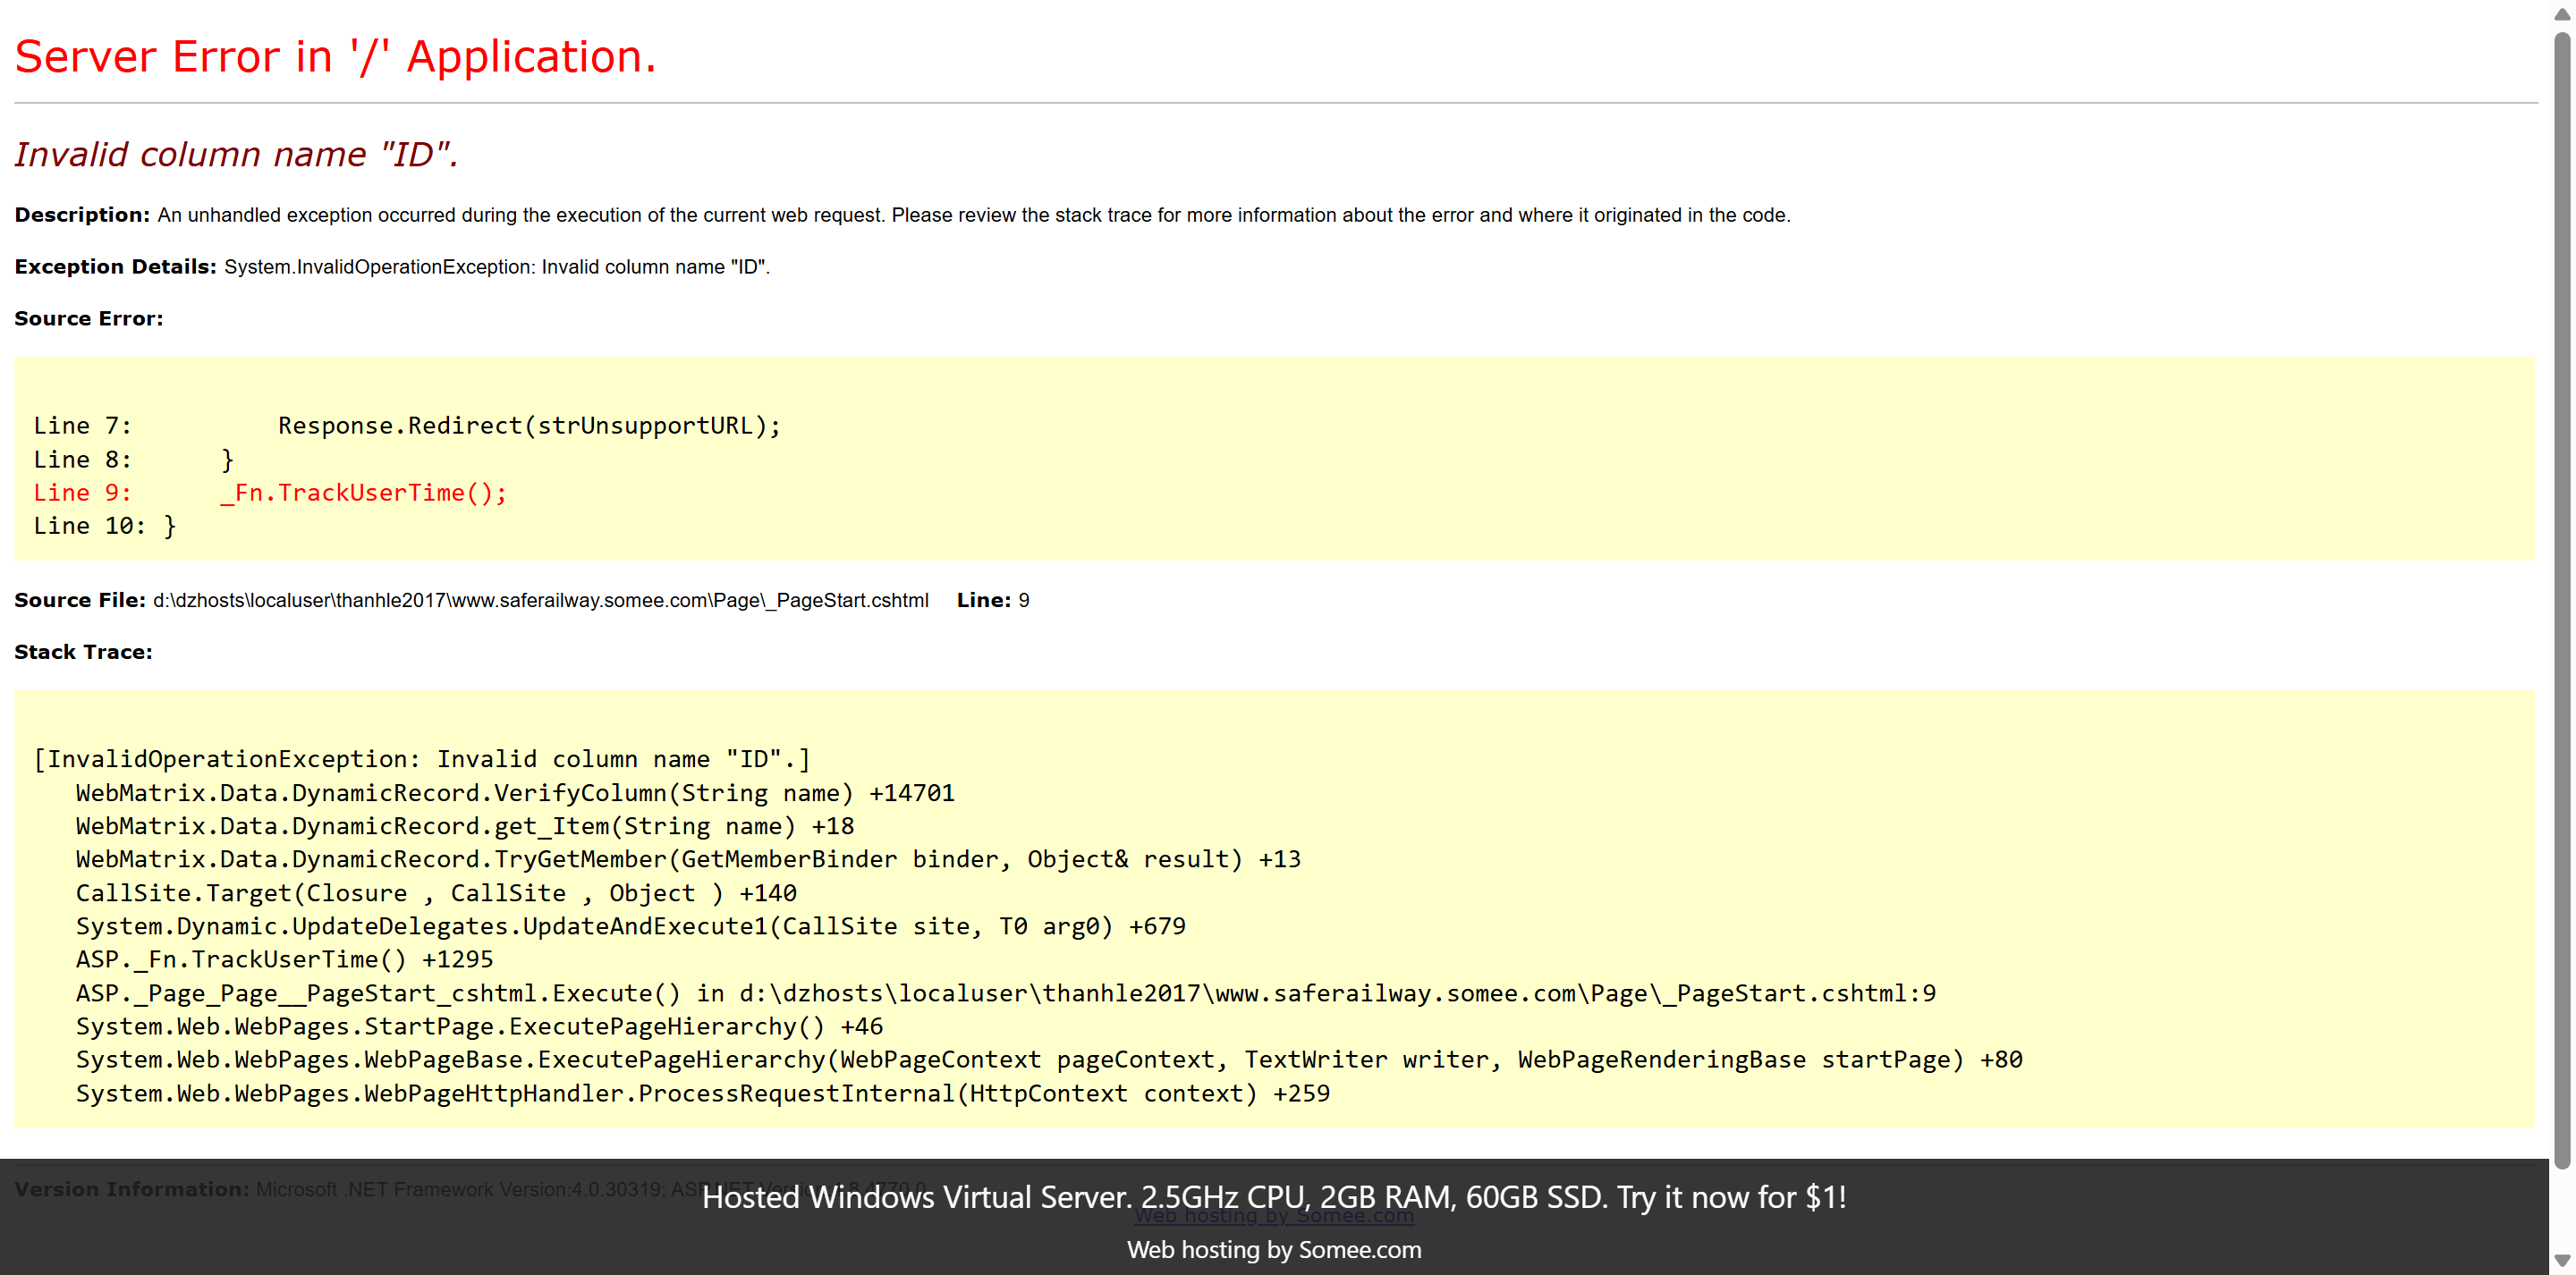 Server Error in '/' Application.
Invalid column name "ID".
Description: An unhandled exception occurred during the execution of the current web request. Please review the stack trace for more information about the error and where it originated in the code.
Exception Details: System.InvalidOperationException: Invalid column name "ID".
Source Error:
Line 7:          Response.Redirect(strUnsupportURL);
Line 8:      }
Line 9:      _Fn.TrackUserTime();
Line 10: }
Source File: d:\dzhosts\localuser\thanhle2017\www.saferailway.somee.com\Page\_PageStart.cshtml    Line: 9
Stack Trace:
[InvalidOperationException: Invalid column name "ID".]
   WebMatrix.Data.DynamicRecord.VerifyColumn(String name) +14701
   WebMatrix.Data.DynamicRecord.get_Item(String name) +18
   WebMatrix.Data.DynamicRecord.TryGetMember(GetMemberBinder binder, Object& result) +13
   CallSite.Target(Closure , CallSite , Object ) +140
   System.Dynamic.UpdateDelegates.UpdateAndExecute1(CallSite site, T0 arg0) +679
   ASP._Fn.TrackUserTime() +1295
   ASP._Page_Page__PageStart_cshtml.Execute() in d:\dzhosts\localuser\thanhle2017\www.saferailway.somee.com\Page\_PageStart.cshtml:9
   System.Web.WebPages.StartPage.ExecutePageHierarchy() +46
   System.Web.WebPages.WebPageBase.ExecutePageHierarchy(WebPageContext pageContext, TextWriter writer, WebPageRenderingBase startPage) +80
   System.Web.WebPages.WebPageHttpHandler.ProcessRequestInternal(HttpContext context) +259
Version Information: Microsoft .NET Framework Version:4.0.30319;
Hosted Windows Virtual Server. 2.5GHz CPU, 2GB RAM, 60GB SSD. Try it now for $1!
Web hosting by Somee.com
Web hosting by Somee.com